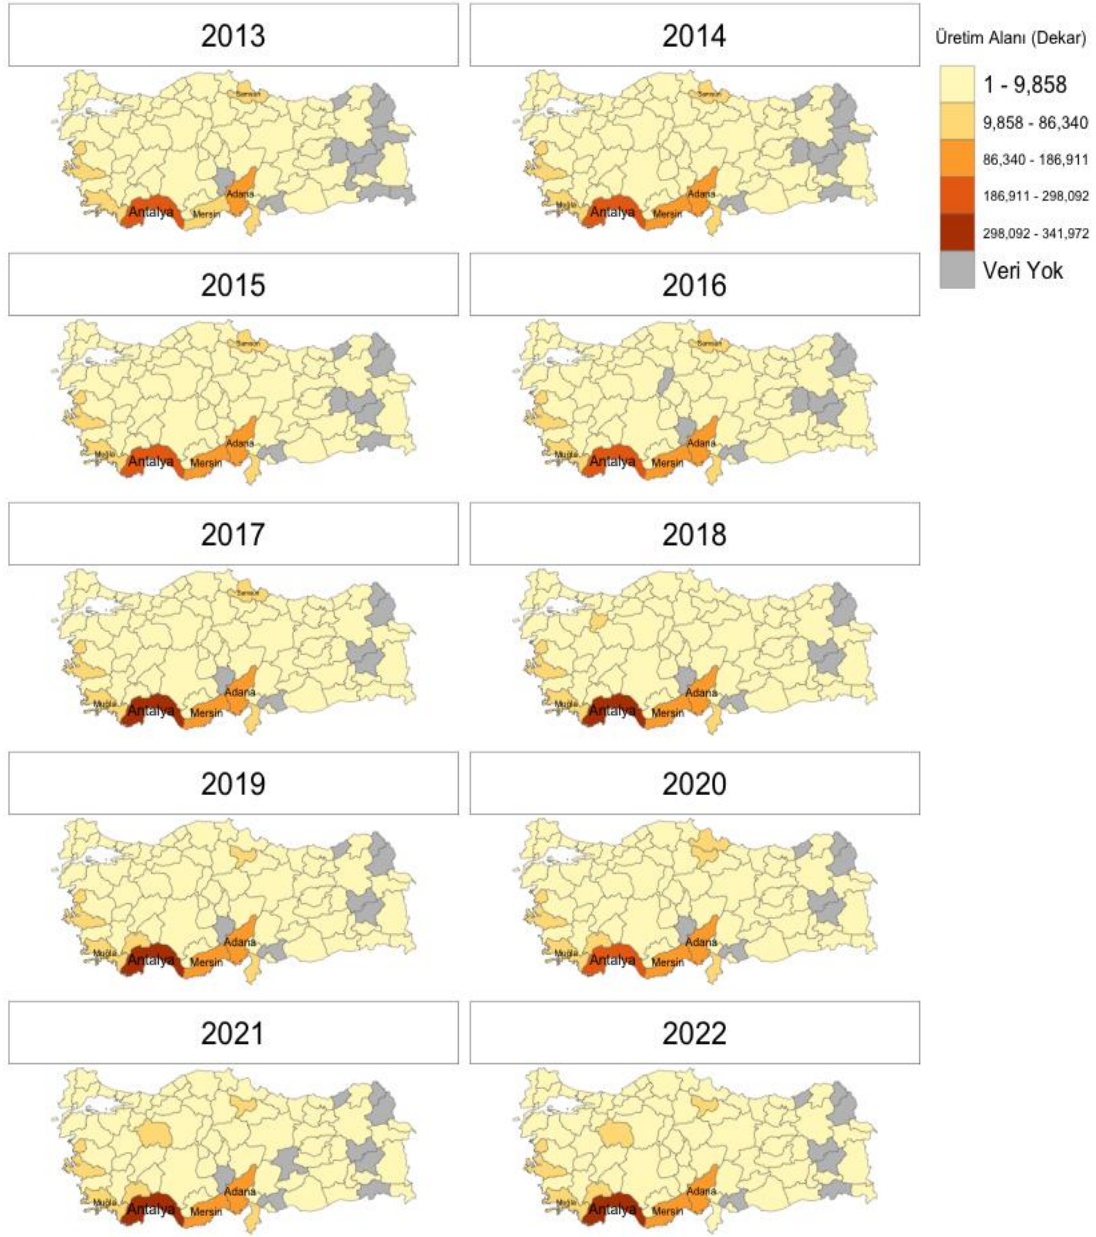 2013
2014
Üretim Alanı (Dekar)
1 - 9,858
9,858 - 86,340
86,340 - 186,911
186,911 - 298,092
298,092 - 341,972
Veri Yok
Samsun
Adana
Antalya
Mersin
Samsun
Adana
Muğla
Antalya
Mersin
2015
2016
Samsun
Adana
Muğla
Antalya
Mersin
Samsun
Adana
Muğla
Antalya
Mersin
2017
2018
Samsun
Adana
Muğla
Antalya
Mersin
Adana
Muğla
Antalya
Mersin
2019
2020
Adana
Muğla
Antalya
Mersin
Adana
Muğla
Antalya
Mersin
2021
2022
Adana
Muğla
Antalya
Mersin
Adana
Muğla
Antalya
Mersin